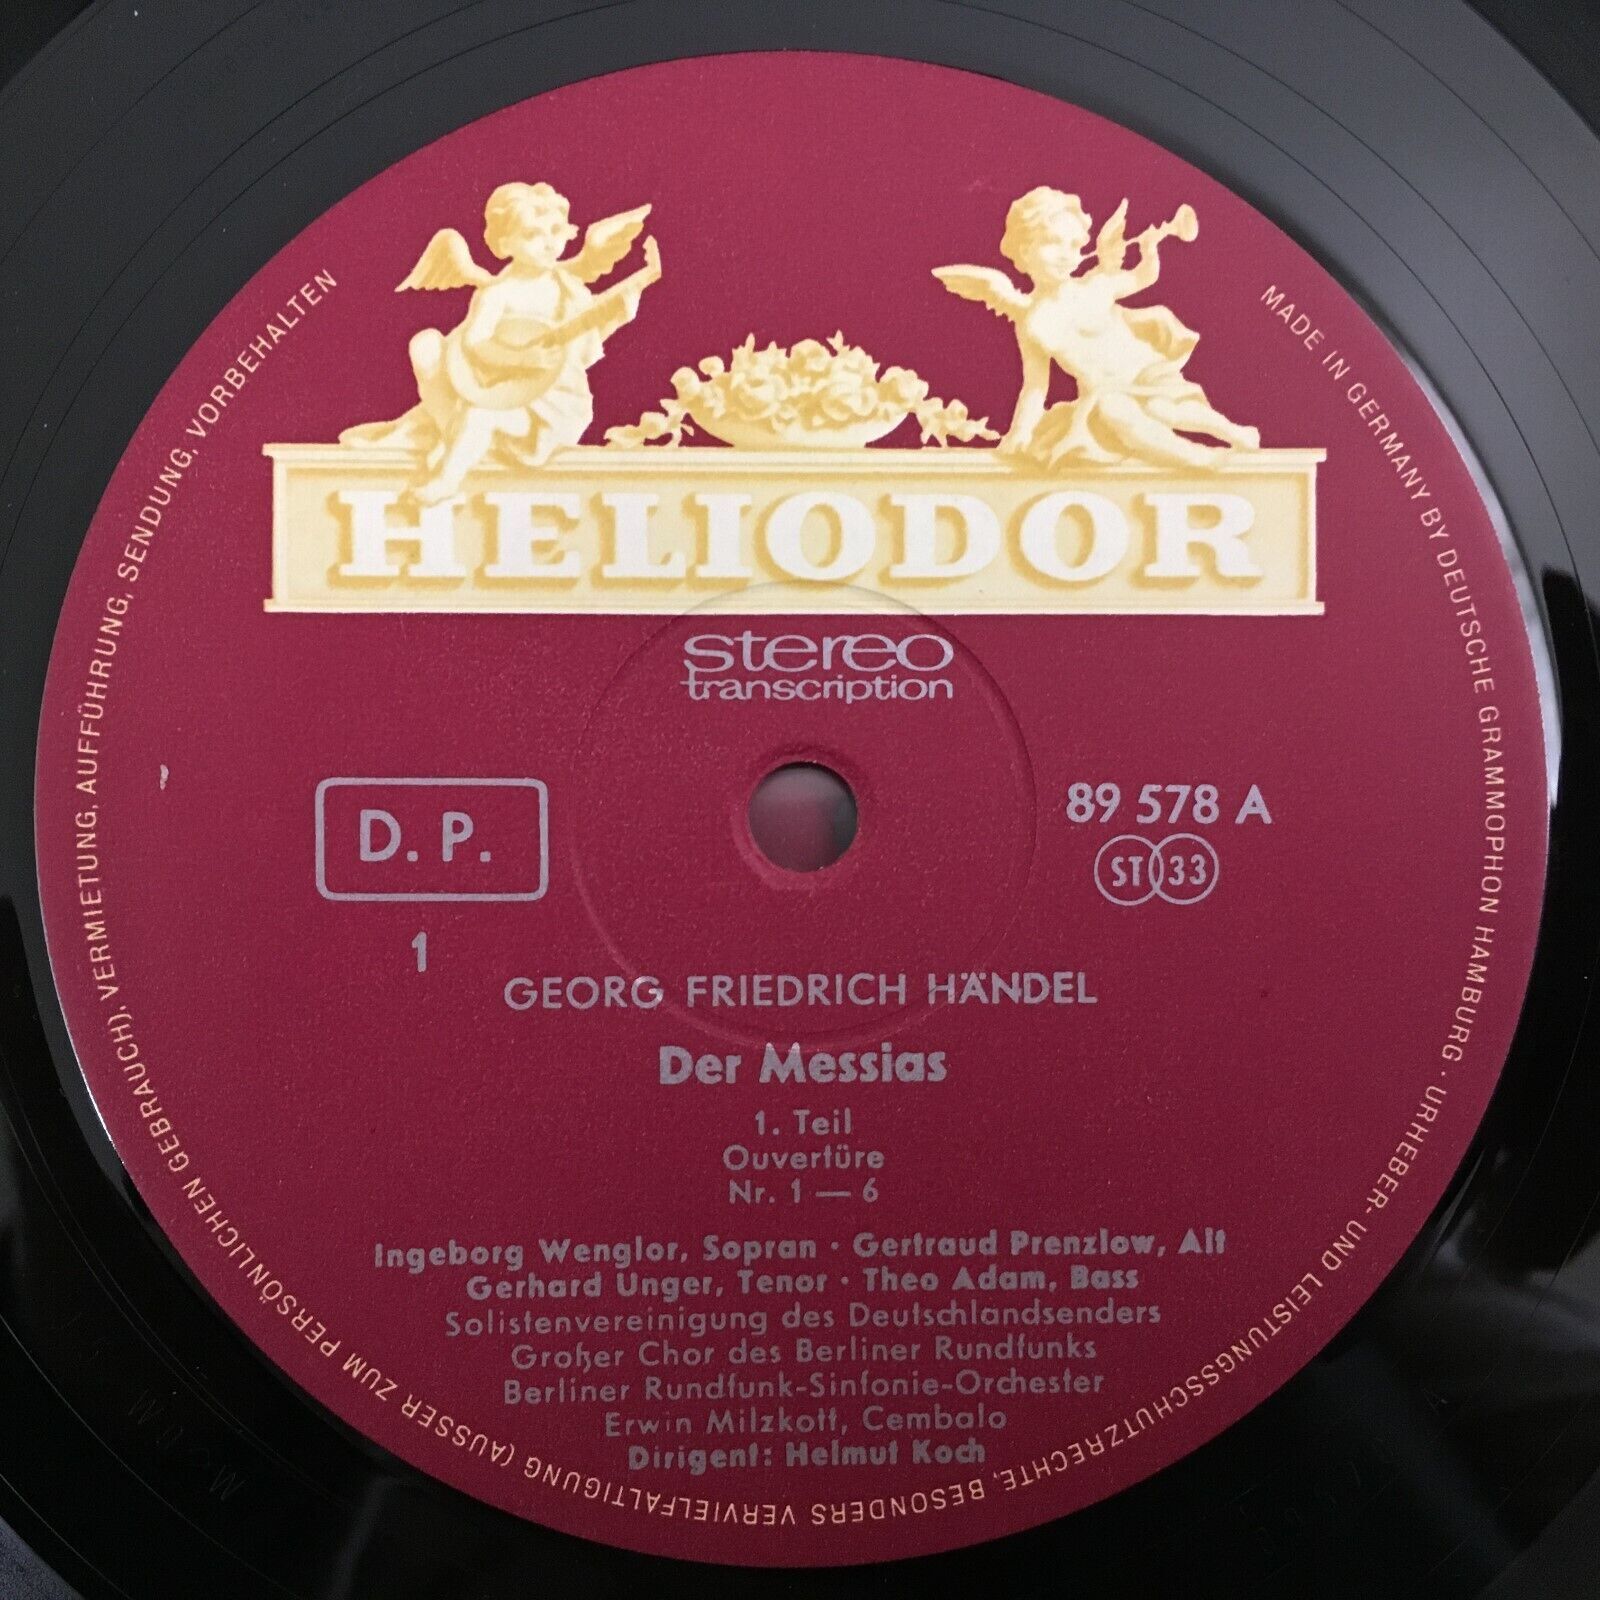 HELIODOR
stereo
transcription
D. P.
89 578 A
ST 33
1
GEORG FRIEDRICH HÄNDEL
Der Messias
1. Teil
Ouvertüre
Nr. 1 — 6
Ingeborg Wenglor, Sopran · Gertraud Prenzlow, Alt
Gerhard Unger, Tenor · Theo Adam, Bass
Solistenvereinigung des Deutschlandsenders
Großer Chor des Berliner Rundfunks
Berliner Rundfunk-Sinfonie-Orchester
Erwin Milzkott, Cembalo
Dirigent: Helmut Koch
MADE IN GERMANY BY DEUTSCHE GRAMMOPHON HAMBURG · URHEBER- UND LEISTUNGSSCHUTZRECHTE, BESONDERS VERVIELFÄLTIGUNG (AUSSER ZUM PERSÖNLICHEN GEBRAUCH), VERMIETUNG, AUFFÜHRUNG, SENDUNG, VORBEHALTEN